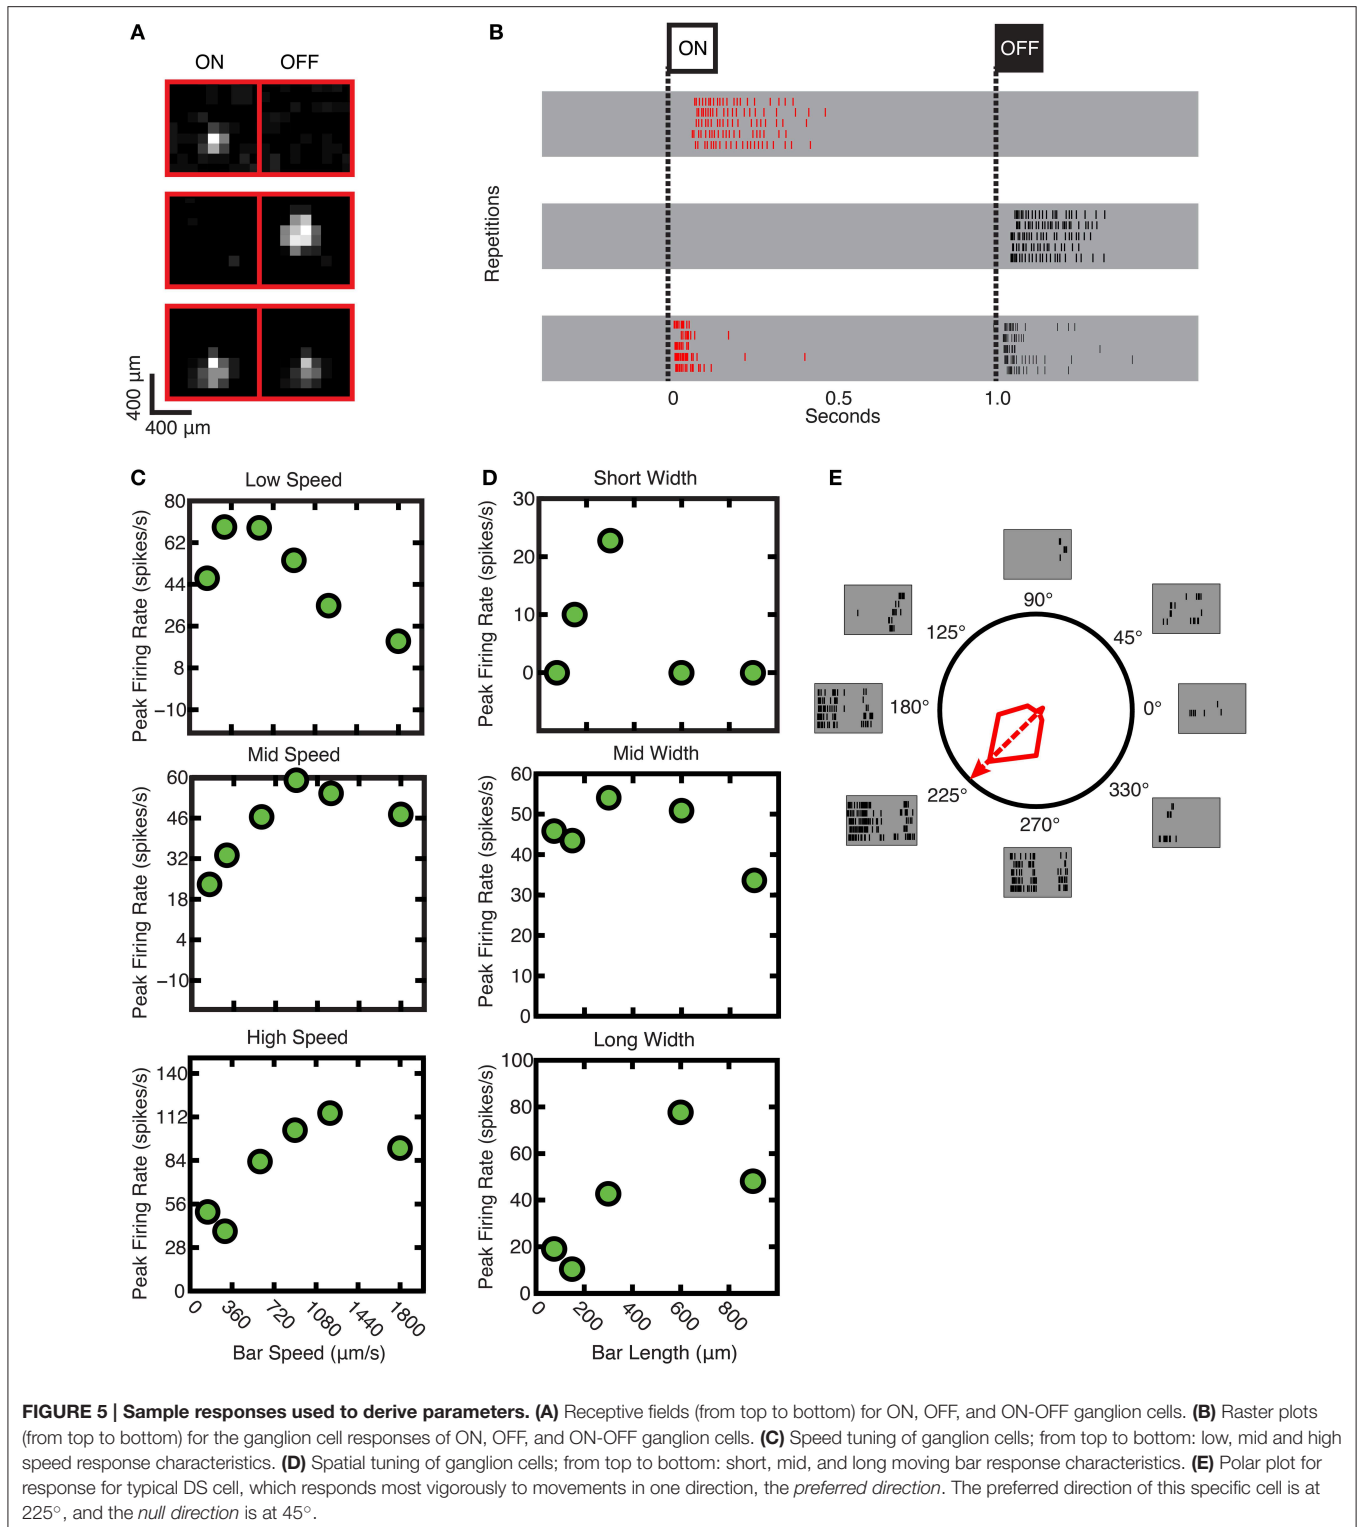 A
ON OFF
400 μm
400 μm
B
ON
OFF
Repetitions
0 0.5 1.0
Seconds
C
Low Speed
Peak Firing Rate (spikes/s)
80
62
44
26
8
−10
Mid Speed
Peak Firing Rate (spikes/s)
60
46
32
18
4
−10
High Speed
Peak Firing Rate (spikes/s)
140
112
84
56
28
0
0 360 720 1080 1440 1800
Bar Speed (μm/s)
D
Short Width
Peak Firing Rate (spikes/s)
30
20
10
0
Mid Width
Peak Firing Rate (spikes/s)
60
50
40
30
20
10
0
Long Width
Peak Firing Rate (spikes/s)
100
80
60
40
20
0
0 200 400 600 800
Bar Length (μm)
E
90°
125°
45°
180°
0°
225°
330°
270°
FIGURE 5 | Sample responses used to derive parameters. (A) Receptive fields (from top to bottom) for ON, OFF, and ON-OFF ganglion cells. (B) Raster plots
(from top to bottom) for the ganglion cell responses of ON, OFF, and ON-OFF ganglion cells. (C) Speed tuning of ganglion cells; from top to bottom: low, mid and high
speed response characteristics. (D) Spatial tuning of ganglion cells; from top to bottom: short, mid, and long moving bar response characteristics. (E) Polar plot for
response for typical DS cell, which responds most vigorously to movements in one direction, the preferred direction. The preferred direction of this specific cell is at
225°, and the null direction is at 45°.